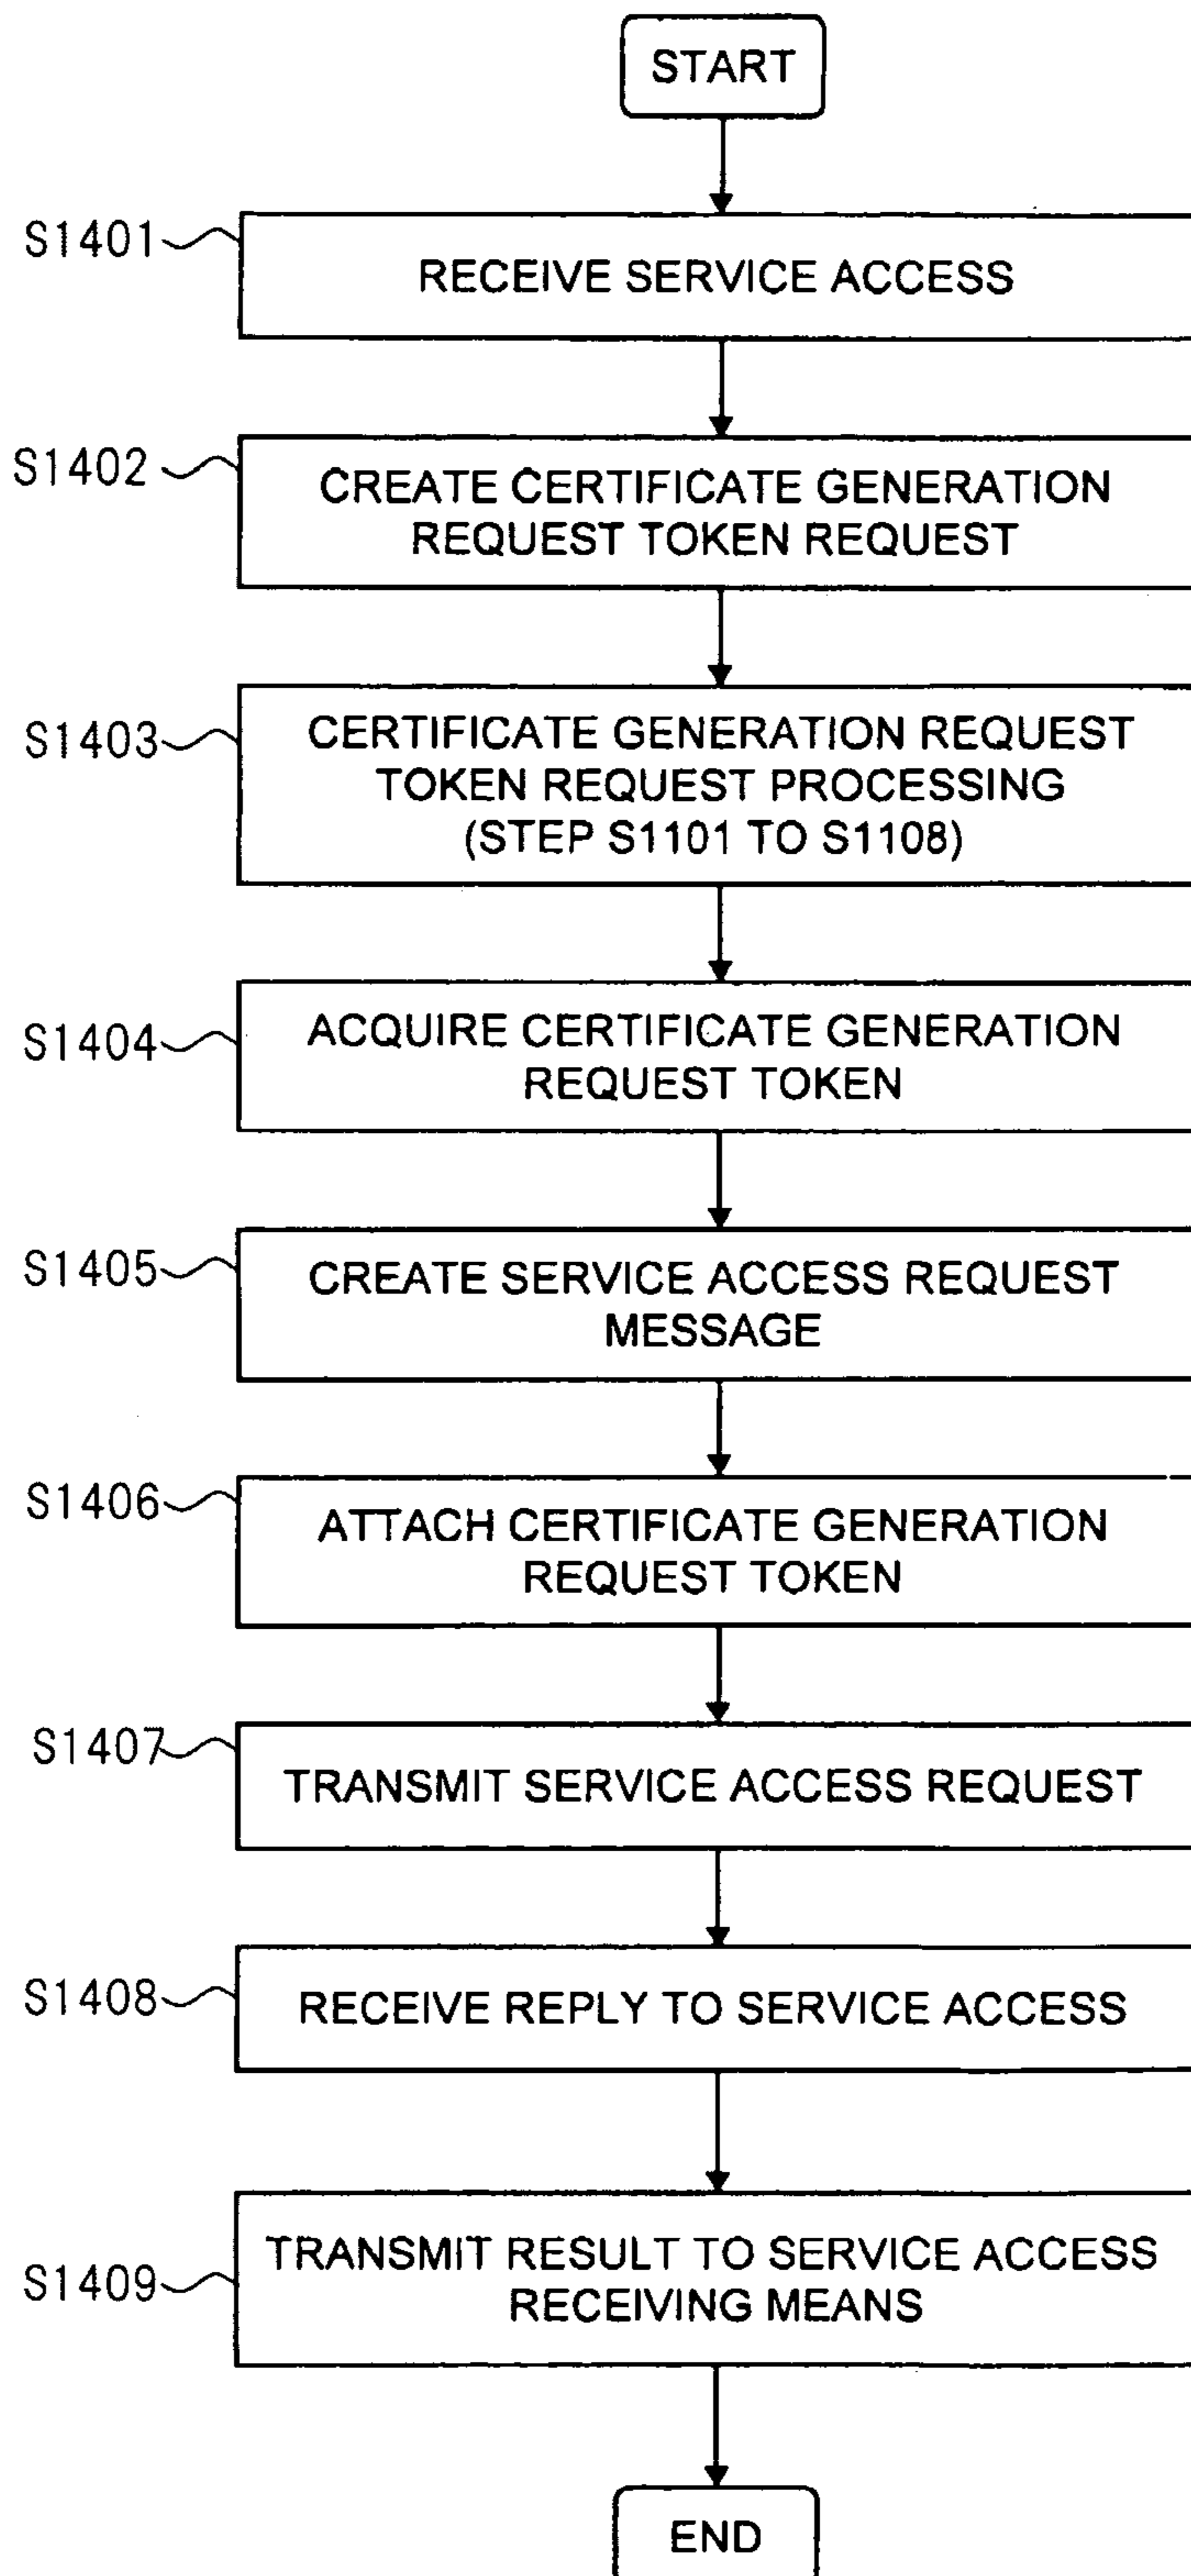 START
S1401
RECEIVE SERVICE ACCESS
S1402
CREATE CERTIFICATE GENERATION
REQUEST TOKEN REQUEST
S1403
CERTIFICATE GENERATION REQUEST
TOKEN REQUEST PROCESSING
(STEP S1101 TO S1108)
S1404
ACQUIRE CERTIFICATE GENERATION
REQUEST TOKEN
S1405
CREATE SERVICE ACCESS REQUEST
MESSAGE
S1406
ATTACH CERTIFICATE GENERATION
REQUEST TOKEN
S1407
TRANSMIT SERVICE ACCESS REQUEST
S1408
RECEIVE REPLY TO SERVICE ACCESS
S1409
TRANSMIT RESULT TO SERVICE ACCESS
RECEIVING MEANS
END